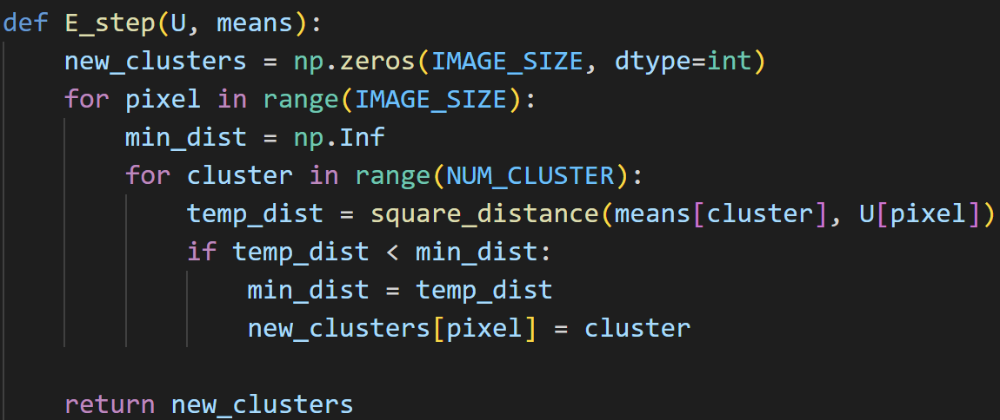 def E_step(U, means):
    new_clusters = np.zeros(IMAGE_SIZE, dtype=int)
    for pixel in range(IMAGE_SIZE):
        min_dist = np.Inf
        for cluster in range(NUM_CLUSTER):
            temp_dist = square_distance(means[cluster], U[pixel])
            if temp_dist < min_dist:
                min_dist = temp_dist
                new_clusters[pixel] = cluster
    return new_clusters